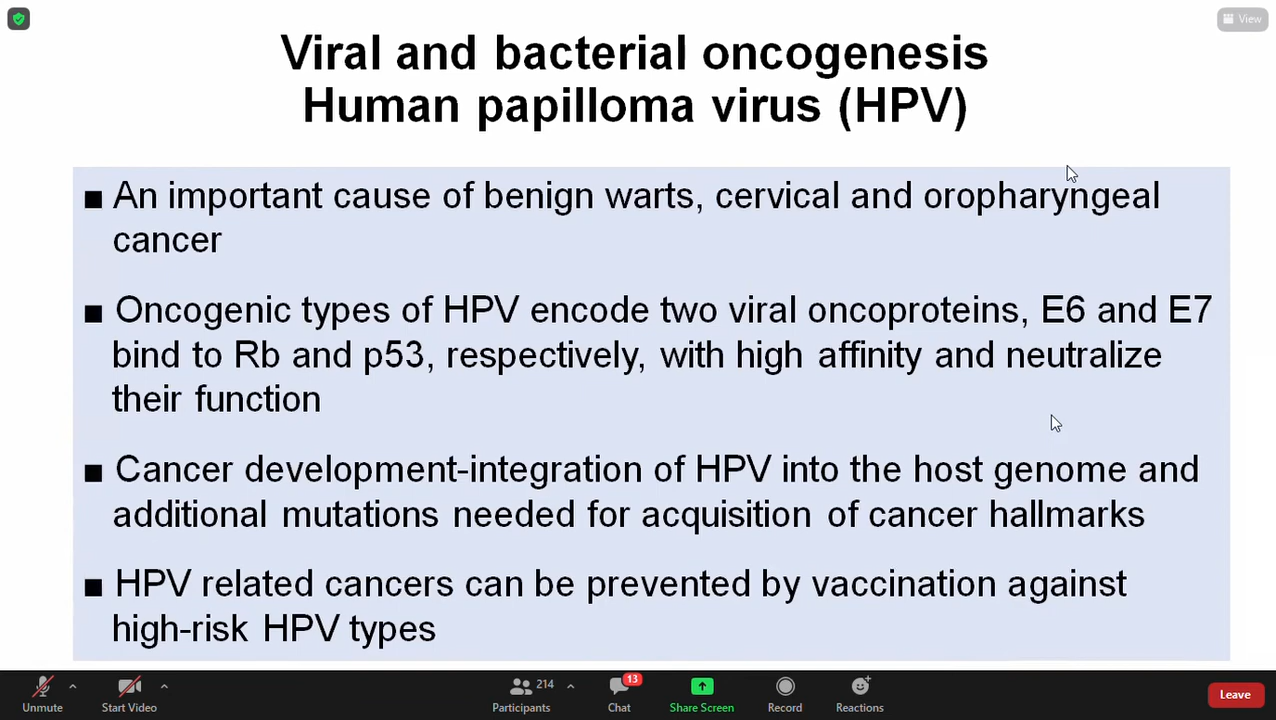 View
Viral and bacterial oncogenesis
Human papilloma virus (HPV)
■ An important cause of benign warts, cervical and oropharyngeal
cancer
■ Oncogenic types of HPV encode two viral oncoproteins, E6 and E7
bind to Rb and p53, respectively, with high affinity and neutralize
their function
■ Cancer development-integration of HPV into the host genome and
additional mutations needed for acquisition of cancer hallmarks
■ HPV related cancers can be prevented by vaccination against
high-risk HPV types
214
13
Unmute
Start Video
Participants
Chat
Share Screen
Record
Reactions
Leave